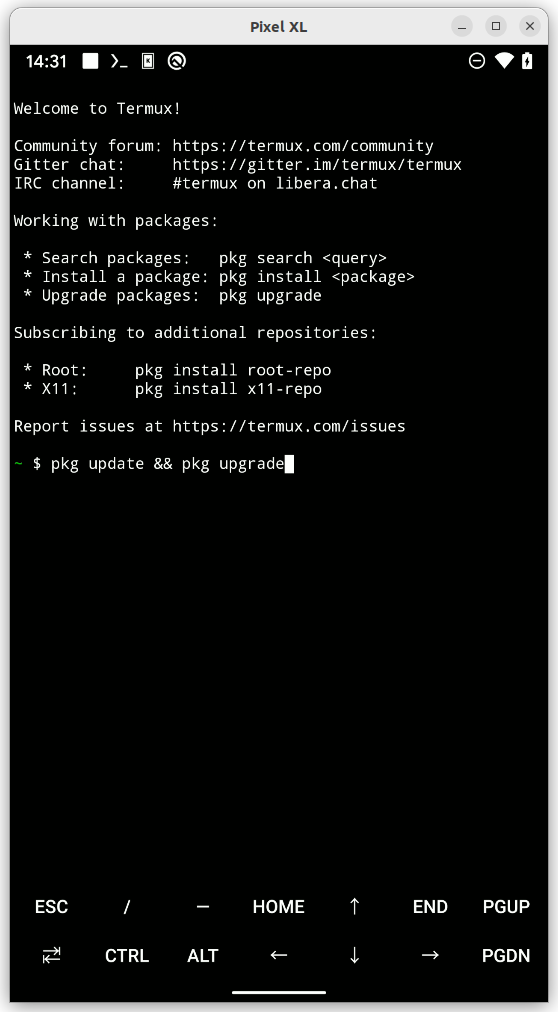 Pixel XL
14:31
Welcome to Termux!
Community forum: https://termux.com/community
Gitter chat:     https://gitter.im/termux/termux
IRC channel:     #termux on libera.chat
Working with packages:
 * Search packages:   pkg search <query>
 * Install a package: pkg install <package>
 * Upgrade packages:  pkg upgrade
Subscribing to additional repositories:
 * Root:     pkg install root-repo
 * X11:      pkg install x11-repo
Report issues at https://termux.com/issues
~ $ pkg update && pkg upgrade
ESC / — HOME ↑ END PGUP
⇄ CTRL ALT ← ↓ → PGDN